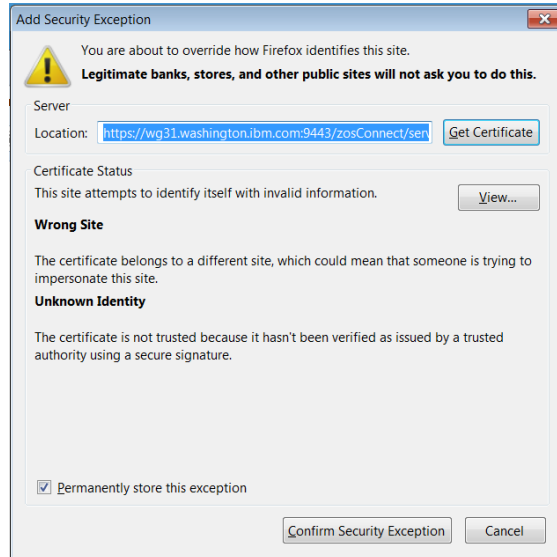 Add Security Exception
You are about to override how Firefox identifies this site.
Legitimate banks, stores, and other public sites will not ask you to do this.
Server
Location: https://wg31.washington.ibm.com:9443/zosConnect/serv Get Certificate
Certificate Status
This site attempts to identify itself with invalid information. View...
Wrong Site
The certificate belongs to a different site, which could mean that someone is trying to
impersonate this site.
Unknown Identity
The certificate is not trusted because it hasn't been verified as issued by a trusted
authority using a secure signature.
Permanently store this exception
Confirm Security Exception Cancel